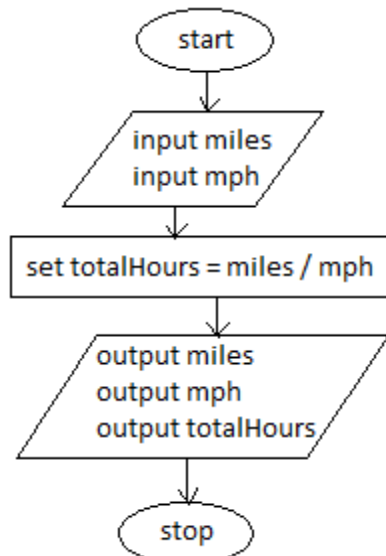 start
input miles
input mph
set totalHours = miles / mph
output miles
output mph
output totalHours
stop